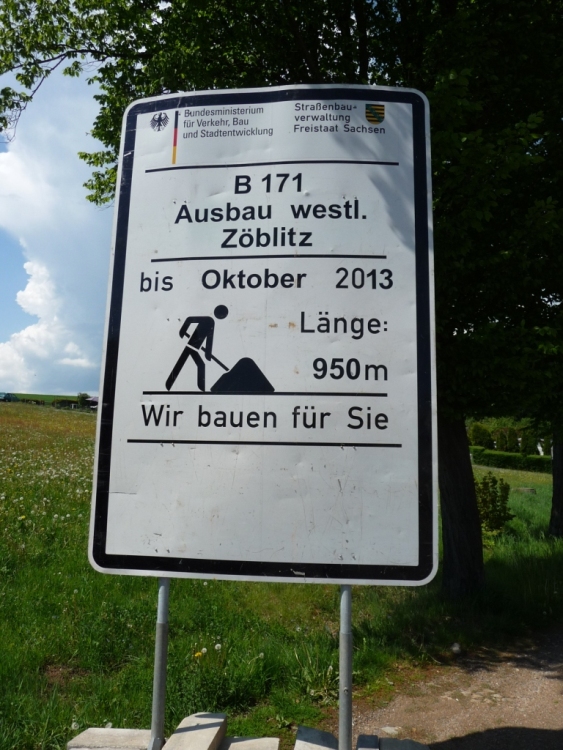 Bundesministerium
für Verkehr, Bau
und Stadtentwicklung
Straßenbau-
verwaltung
Freistaat Sachsen
B 171
Ausbau westl.
Zöblitz
bis Oktober 2013
Länge:
950m
Wir bauen für Sie